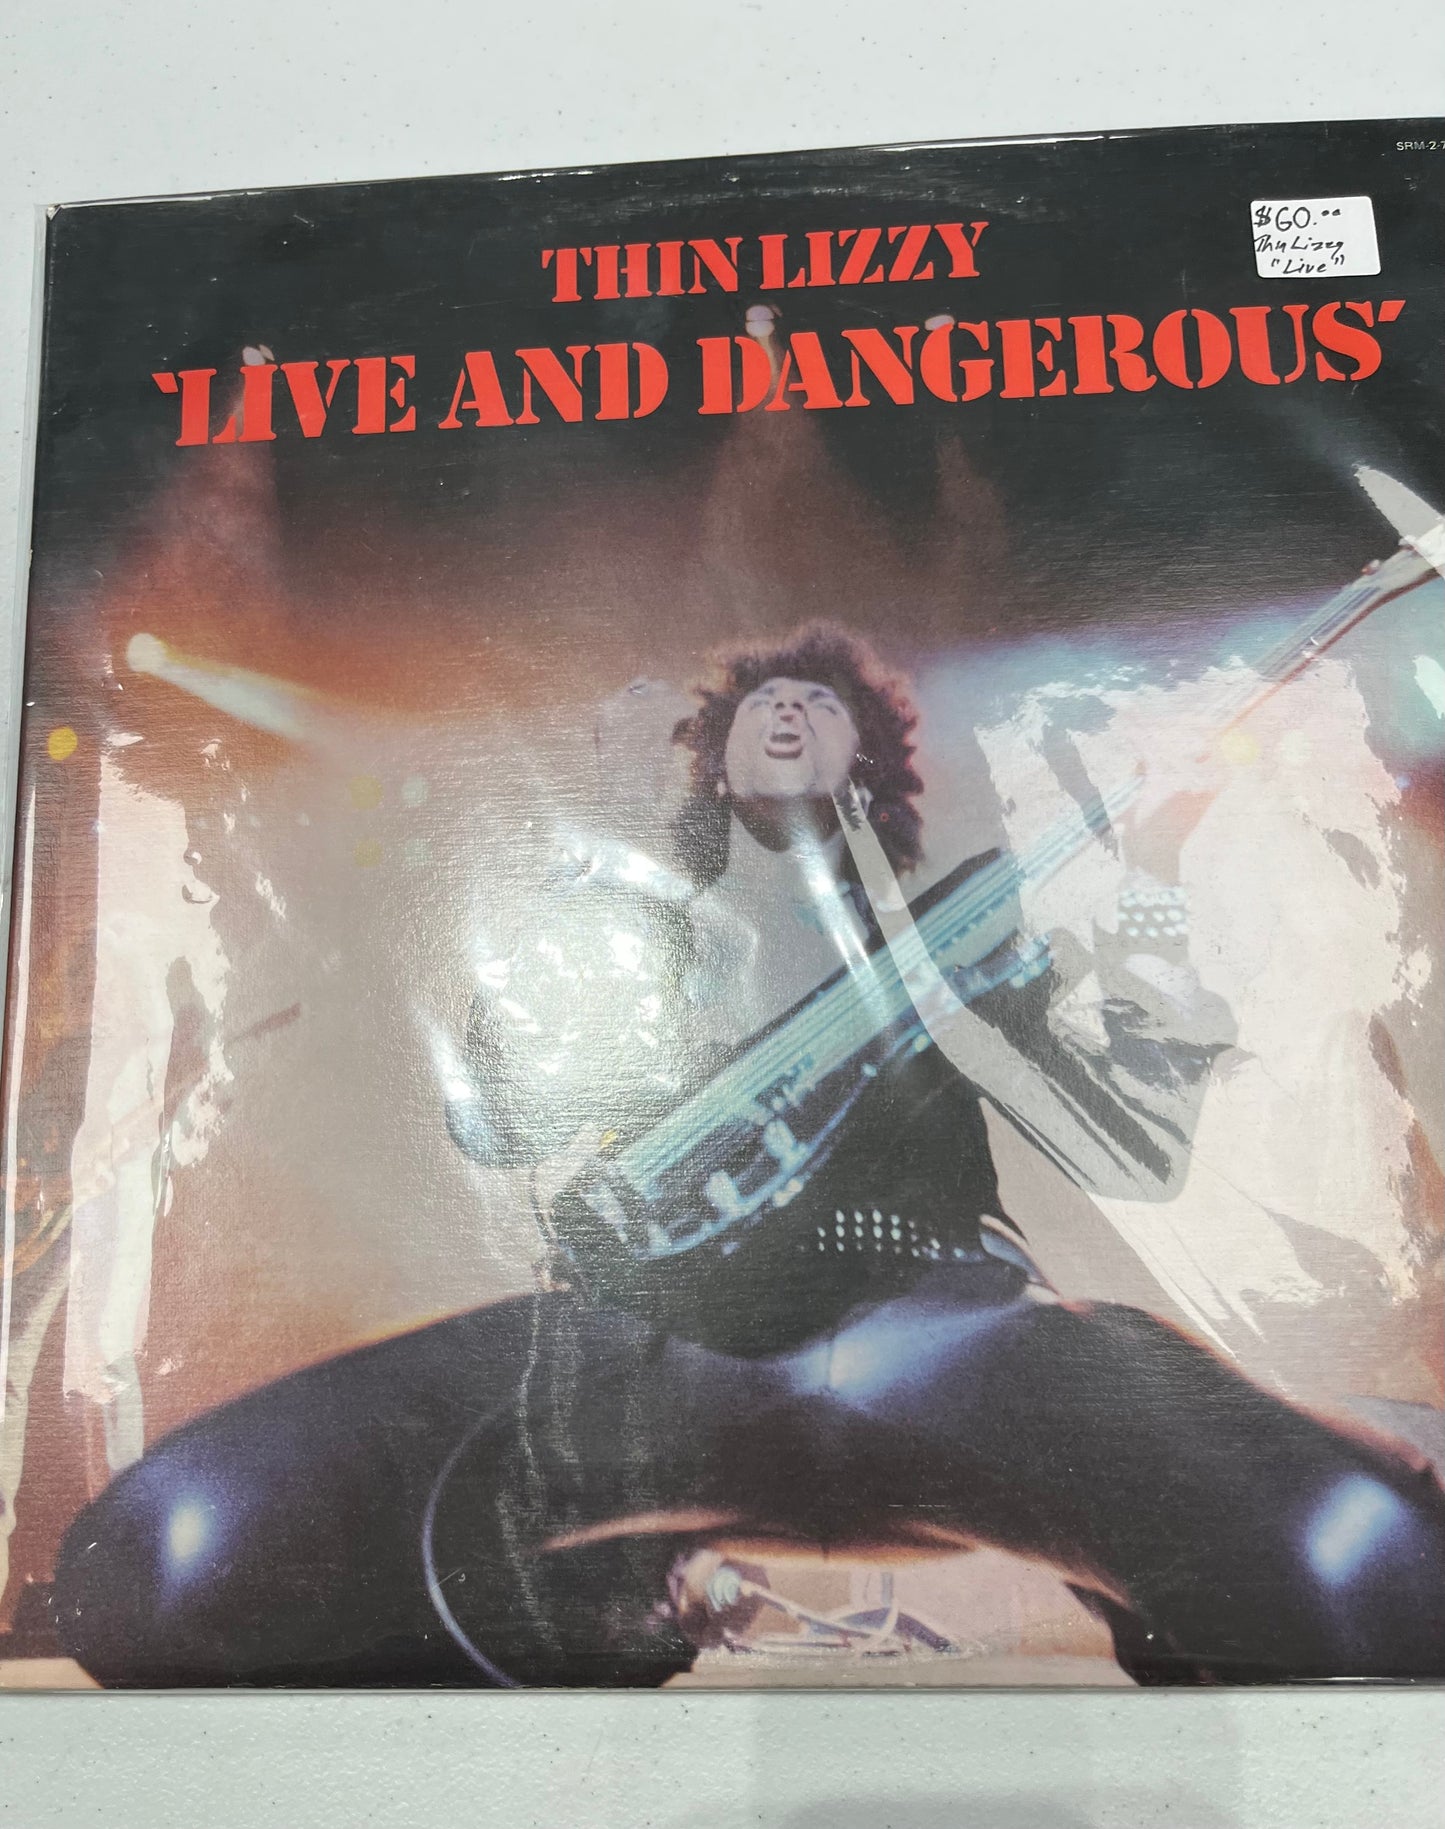 SRM-2-7
$60.00
Thin Lizzy
"Live"
THIN LIZZY
'LIVE AND DANGEROUS'